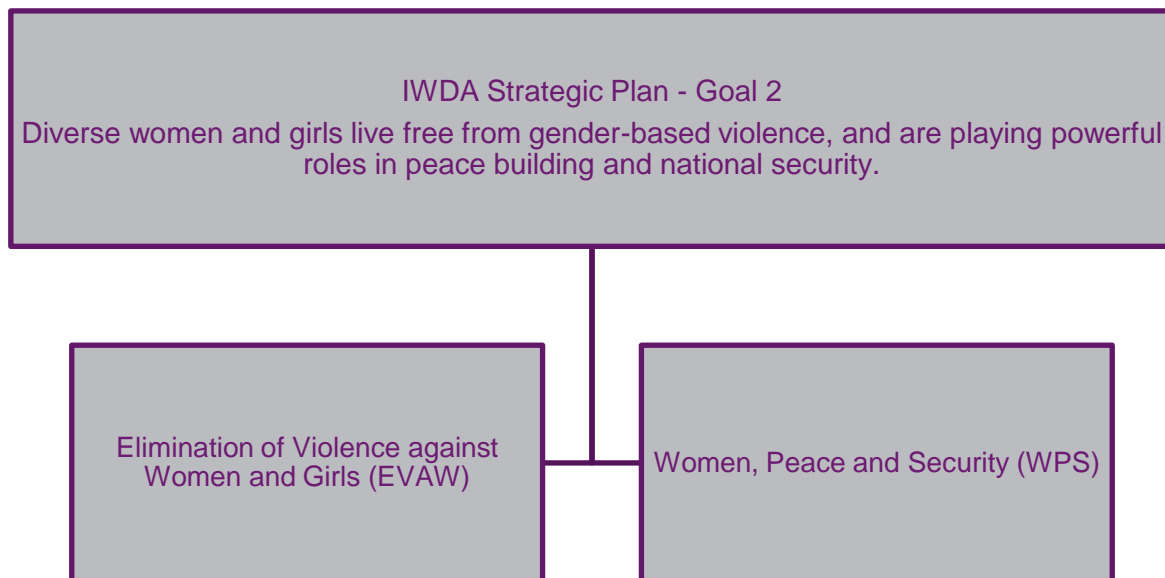 IWDA Strategic Plan - Goal 2
Diverse women and girls live free from gender-based violence, and are playing powerful
roles in peace building and national security.
Elimination of Violence against
Women and Girls (EVAW)
Women, Peace and Security (WPS)